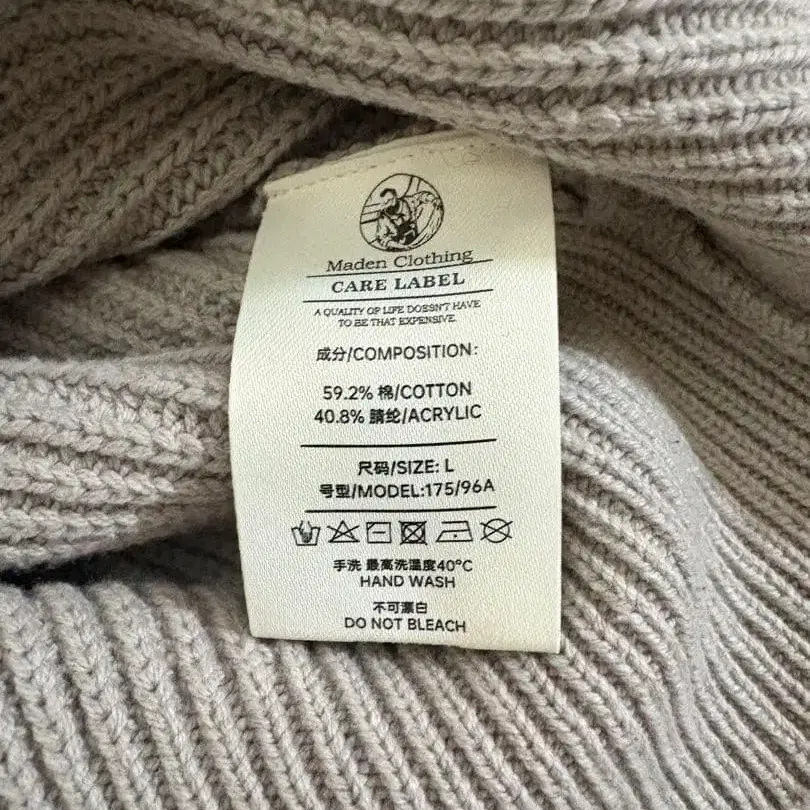 Maden Clothing
CARE LABEL
A QUALITY OF LIFE DOESN'T HAVE
TO BE THAT EXPENSIVE.
成分/COMPOSITION:
59.2% 棉/COTTON
40.8% 腈纶/ACRYLIC
尺码/SIZE: L
号型/MODEL:175/96A
手洗 最高洗温度40°C
HAND WASH
不可漂白
DO NOT BLEACH